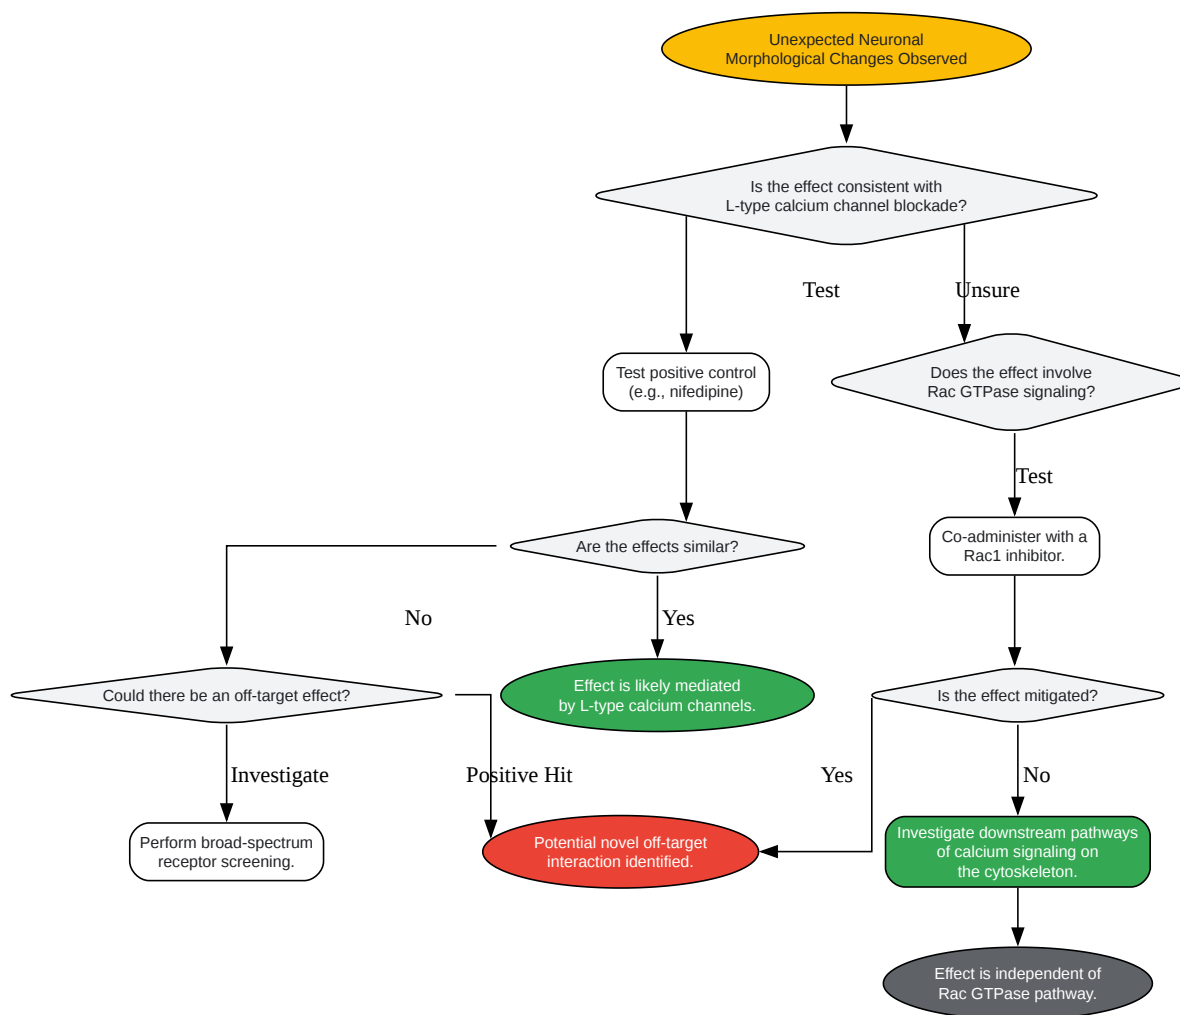 Unexpected Neuronal
Morphological Changes Observed
Is the effect consistent with
L-type calcium channel blockade?
Test
Unsure
Test positive control
(e.g., nifedipine)
Does the effect involve
Rac GTPase signaling?
Test
Co-administer with a
Rac1 inhibitor.
Are the effects similar?
No
Yes
Could there be an off-target effect?
Effect is likely mediated
by L-type calcium channels.
Is the effect mitigated?
Investigate
Positive Hit
Yes
No
Perform broad-spectrum
receptor screening.
Potential novel off-target
interaction identified.
Investigate downstream pathways
of calcium signaling on
the cytoskeleton.
Effect is independent of
Rac GTPase pathway.